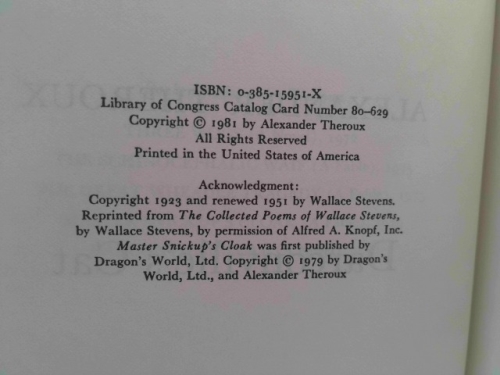 ISBN: 0-385-15951-X
Library of Congress Catalog Card Number 80-629
Copyright © 1981 by Alexander Theroux
All Rights Reserved
Printed in the United States of America
Acknowledgment:
Copyright 1923 and renewed 1951 by Wallace Stevens.
Reprinted from The Collected Poems of Wallace Stevens,
by Wallace Stevens, by permission of Alfred A. Knopf, Inc.
Master Snickup's Cloak was first published by
Dragon's World, Ltd. Copyright © 1979 by Dragon's
World, Ltd., and Alexander Theroux